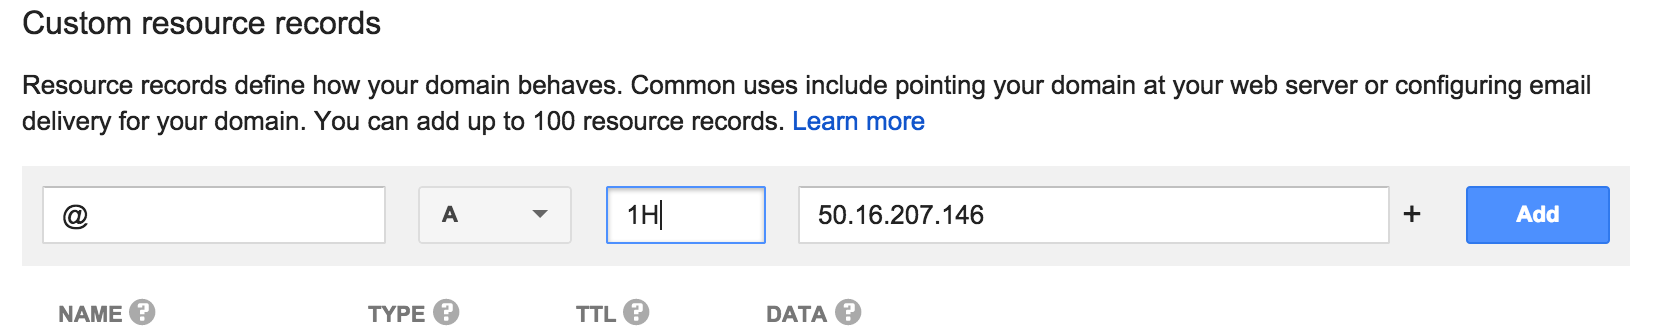 Custom resource records
Resource records define how your domain behaves. Common uses include pointing your domain at your web server or configuring email
delivery for your domain. You can add up to 100 resource records. Learn more
@ A 1H 50.16.207.146 + Add
NAME ? TYPE ? TTL ? DATA ?